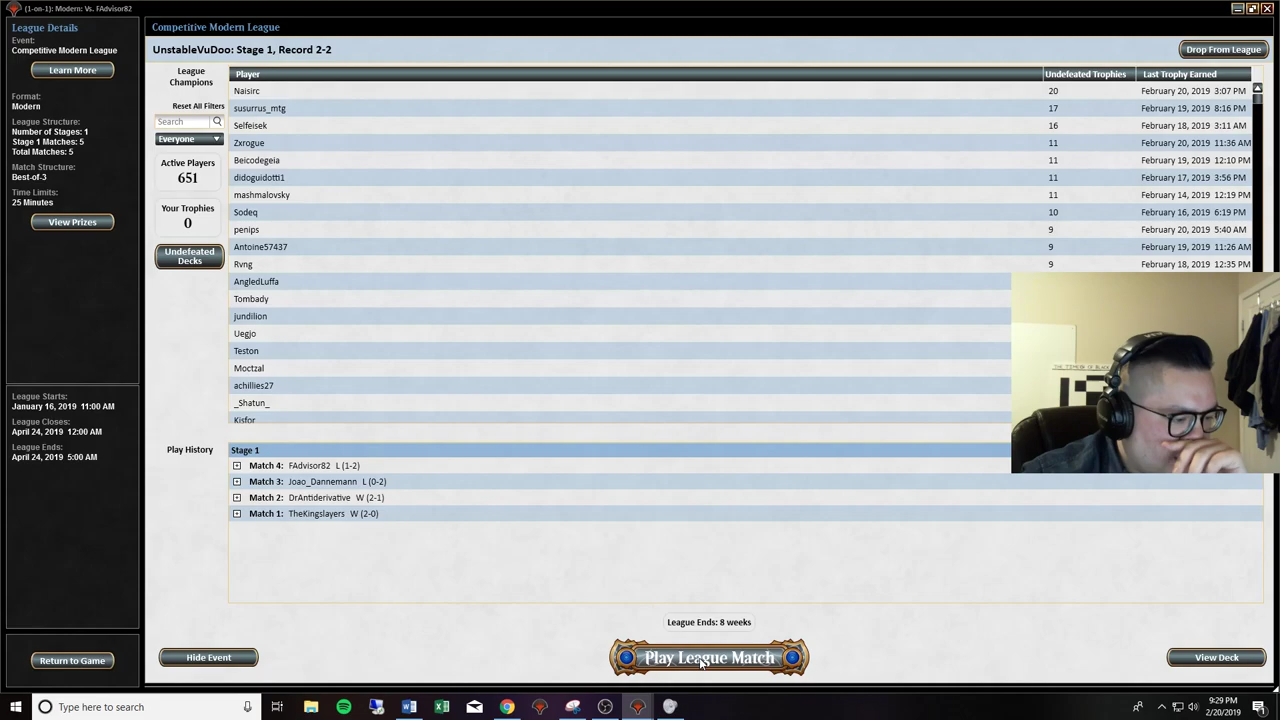 (1-on-1): Modern: Vs. FAdvisor82
League Details
Event:
Competitive Modern League
Learn More
Format:
Modern
League Structure:
Number of Stages: 1
Stage 1 Matches: 5
Total Matches: 5
Match Structure:
Best-of-3
Time Limits:
25 Minutes
View Prizes
League Starts:
January 16, 2019 11:00 AM
League Closes:
April 24, 2019 12:00 AM
League Ends:
April 24, 2019 5:00 AM
Return to Game
Competitive Modern League
UnstableVuDoo: Stage 1, Record 2-2
Drop From League
League Champions
Reset All Filters
Search
Everyone
Active Players
651
Your Trophies
0
Undefeated Decks
Player Undefeated Trophies Last Trophy Earned
Naisirc 20 February 20, 2019 3:07 PM
susurrus_mtg 17 February 19, 2019 8:16 PM
Selfeisek 16 February 18, 2019 3:11 AM
Zxrogue 11 February 20, 2019 11:36 AM
Beicodegeia 11 February 19, 2019 12:10 PM
didoguidotti1 11 February 17, 2019 3:56 PM
mashmalovsky 11 February 14, 2019 12:19 PM
Sodeq 10 February 16, 2019 6:19 PM
penips 9 February 20, 2019 5:40 AM
Antoine57437 9 February 19, 2019 11:26 AM
Rvng 9 February 18, 2019 12:35 PM
AngledLuffa
Tombady
jundilion
Uegjo
Teston
Moctzal
achillies27
_Shatun_
Kisfor
Play History
Stage 1
Match 4: FAdvisor82 L (1-2)
Match 3: Joao_Dannemann L (0-2)
Match 2: DrAntiderivative W (2-1)
Match 1: TheKingslayers W (2-0)
League Ends: 8 weeks
Hide Event
Play League Match
View Deck
Type here to search
9:29 PM
2/20/2019